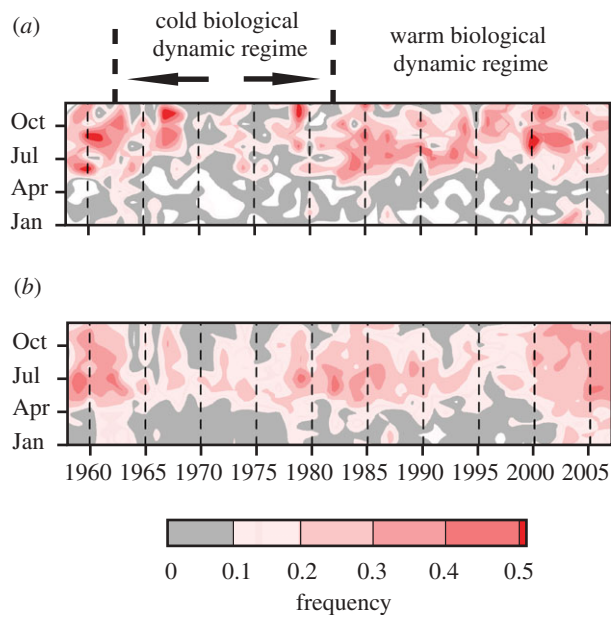 (a)
cold biological
dynamic regime
warm biological
dynamic regime
Oct
Jul
Apr
Jan
(b)
Oct
Jul
Apr
Jan
1960 1965 1970 1975 1980 1985 1990 1995 2000 2005
0 0.1 0.2 0.3 0.4 0.5
frequency